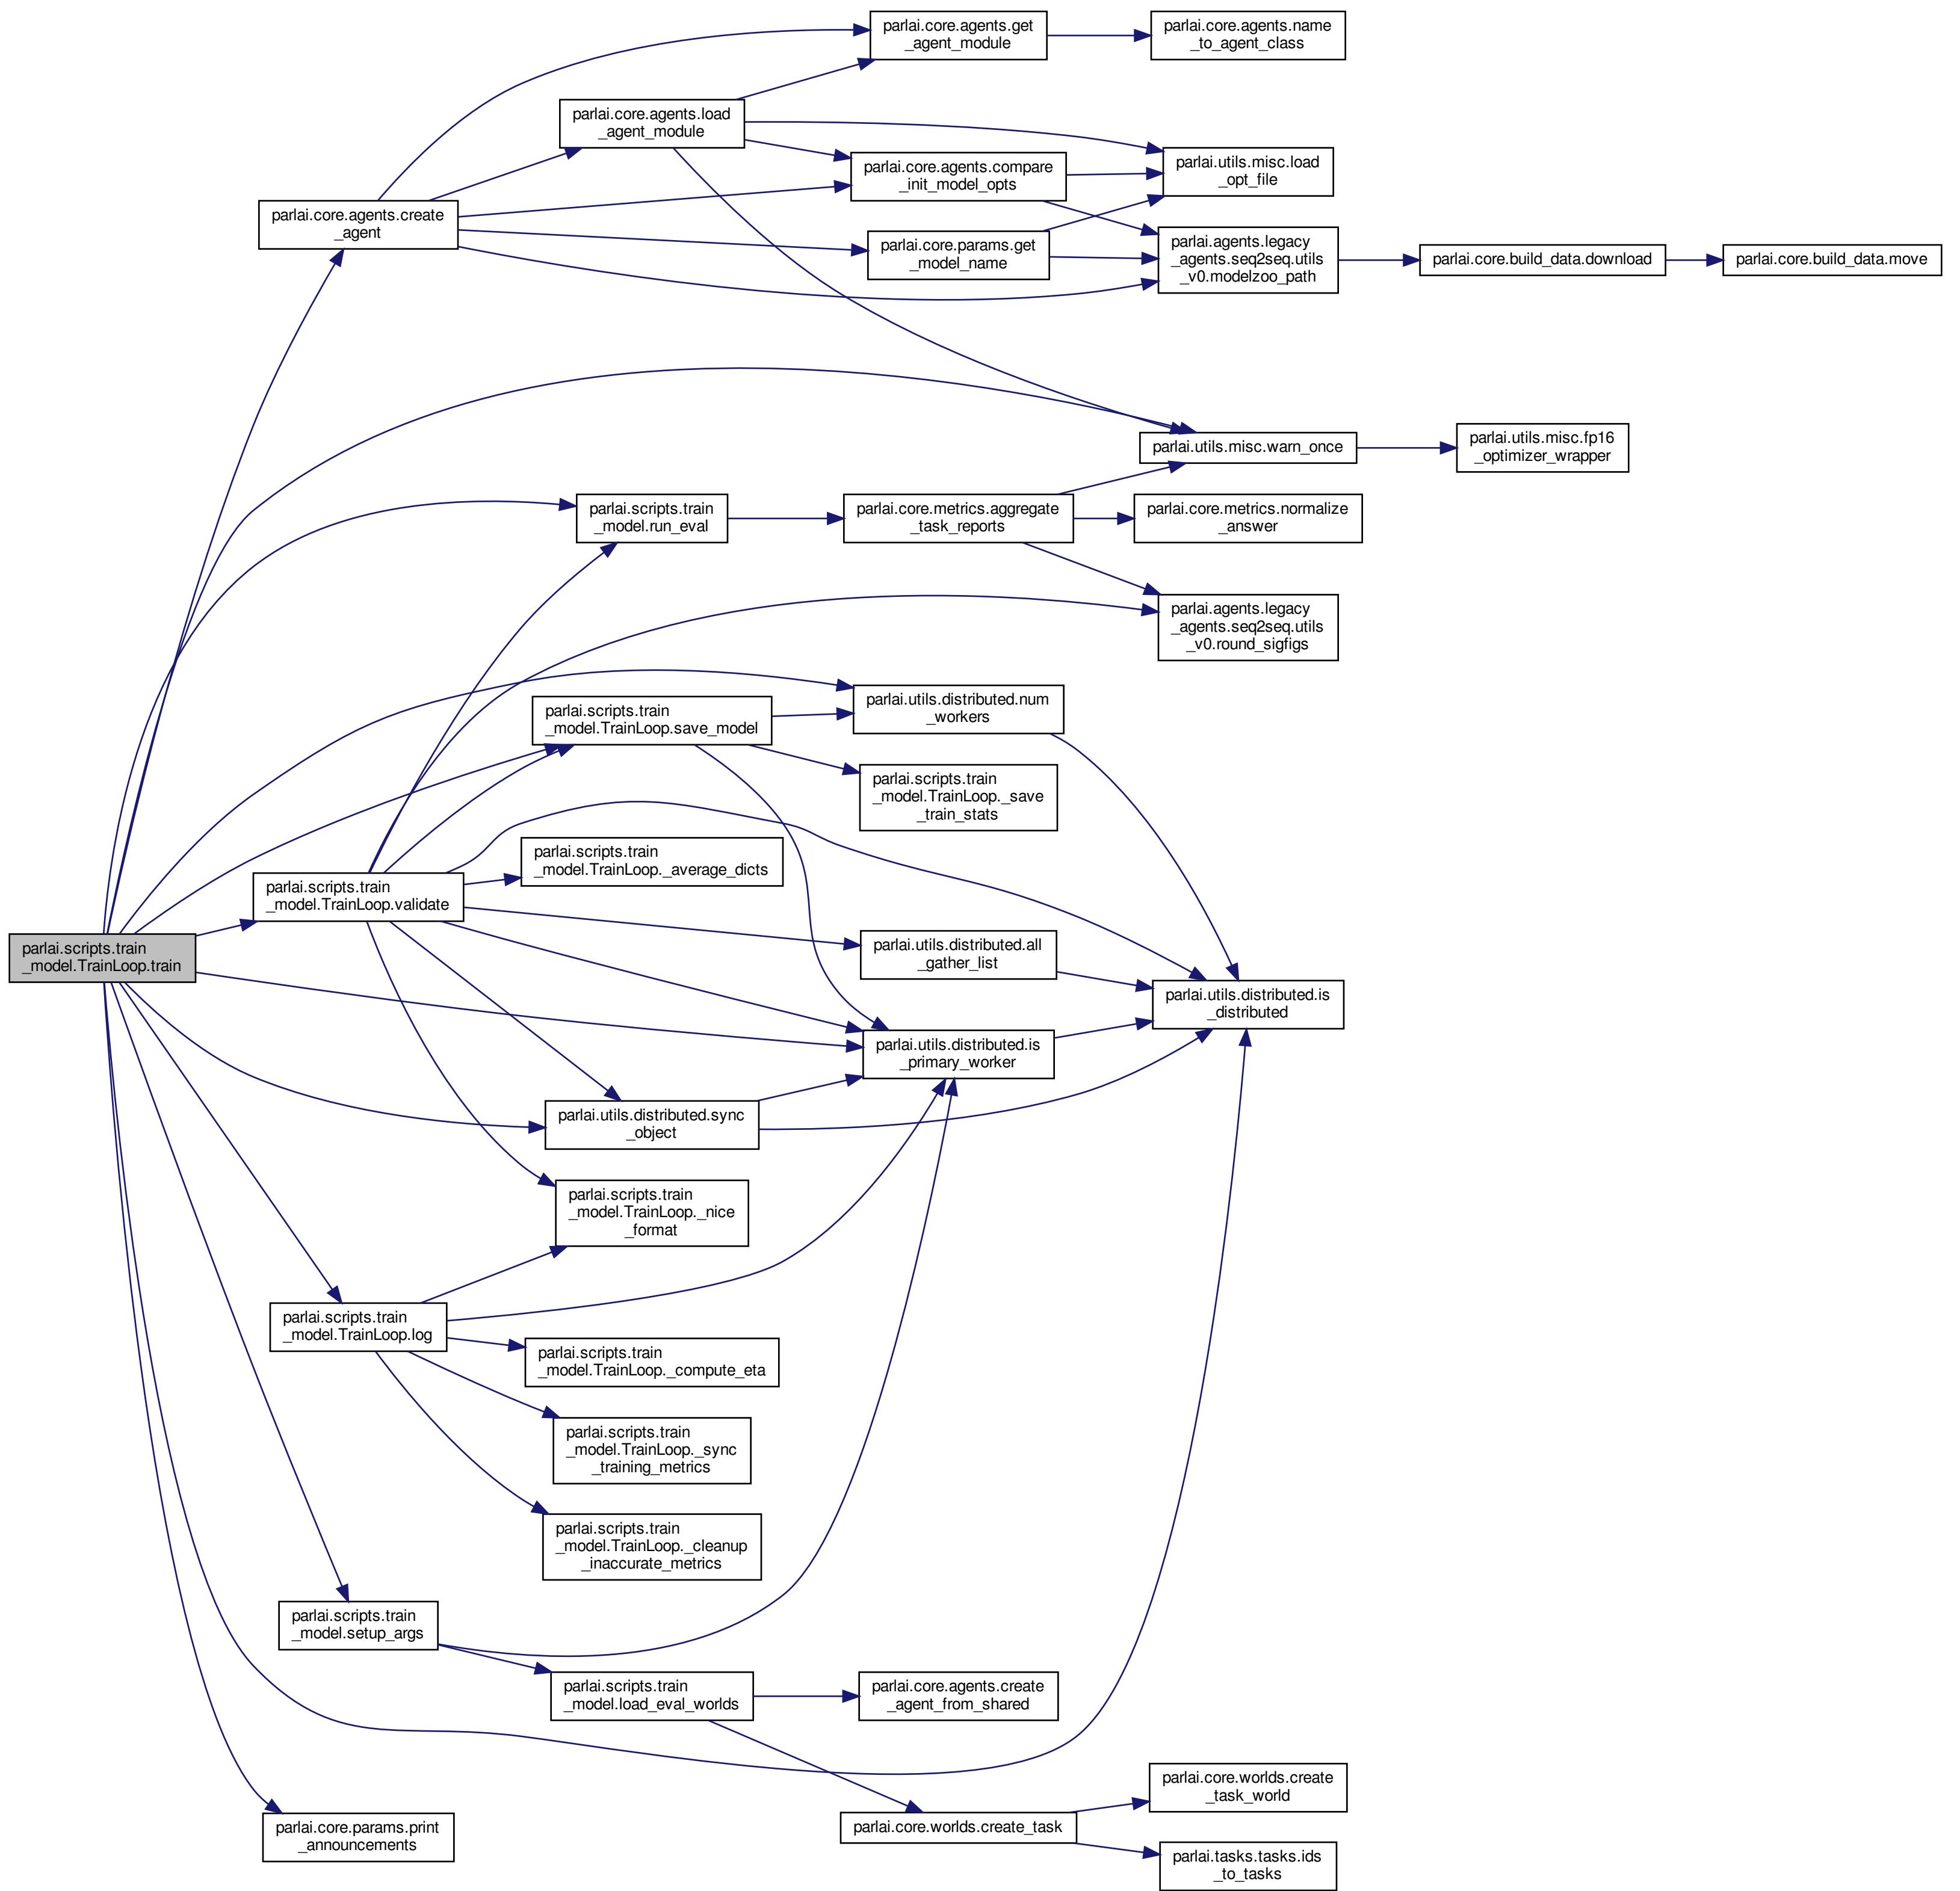 parlai.core.agents.get
_agent_module
parlai.core.agents.name
_to_agent_class
parlai.core.agents.load
_agent_module
parlai.core.agents.compare
_init_model_opts
parlai.utils.misc.load
_opt_file
parlai.core.agents.create
_agent
parlai.core.params.get
_model_name
parlai.agents.legacy
_agents.seq2seq.utils
_v0.modelzoo_path
parlai.core.build_data.download
parlai.core.build_data.move
parlai.utils.misc.warn_once
parlai.utils.misc.fp16
_optimizer_wrapper
parlai.scripts.train
_model.run_eval
parlai.core.metrics.aggregate
_task_reports
parlai.core.metrics.normalize
_answer
parlai.agents.legacy
_agents.seq2seq.utils
_v0.round_sigfigs
parlai.utils.distributed.num
_workers
parlai.scripts.train
_model.TrainLoop.save_model
parlai.scripts.train
_model.TrainLoop._save
_train_stats
parlai.scripts.train
_model.TrainLoop._average_dicts
parlai.scripts.train
_model.TrainLoop.validate
parlai.scripts.train
_model.TrainLoop.train
parlai.utils.distributed.all
_gather_list
parlai.utils.distributed.is
_distributed
parlai.utils.distributed.is
_primary_worker
parlai.utils.distributed.sync
_object
parlai.scripts.train
_model.TrainLoop._nice
_format
parlai.scripts.train
_model.TrainLoop.log
parlai.scripts.train
_model.TrainLoop._compute_eta
parlai.scripts.train
_model.TrainLoop._sync
_training_metrics
parlai.scripts.train
_model.TrainLoop._cleanup
_inaccurate_metrics
parlai.scripts.train
_model.setup_args
parlai.scripts.train
_model.load_eval_worlds
parlai.core.agents.create
_agent_from_shared
parlai.core.worlds.create
_task_world
parlai.core.params.print
_announcements
parlai.core.worlds.create_task
parlai.tasks.tasks.ids
_to_tasks